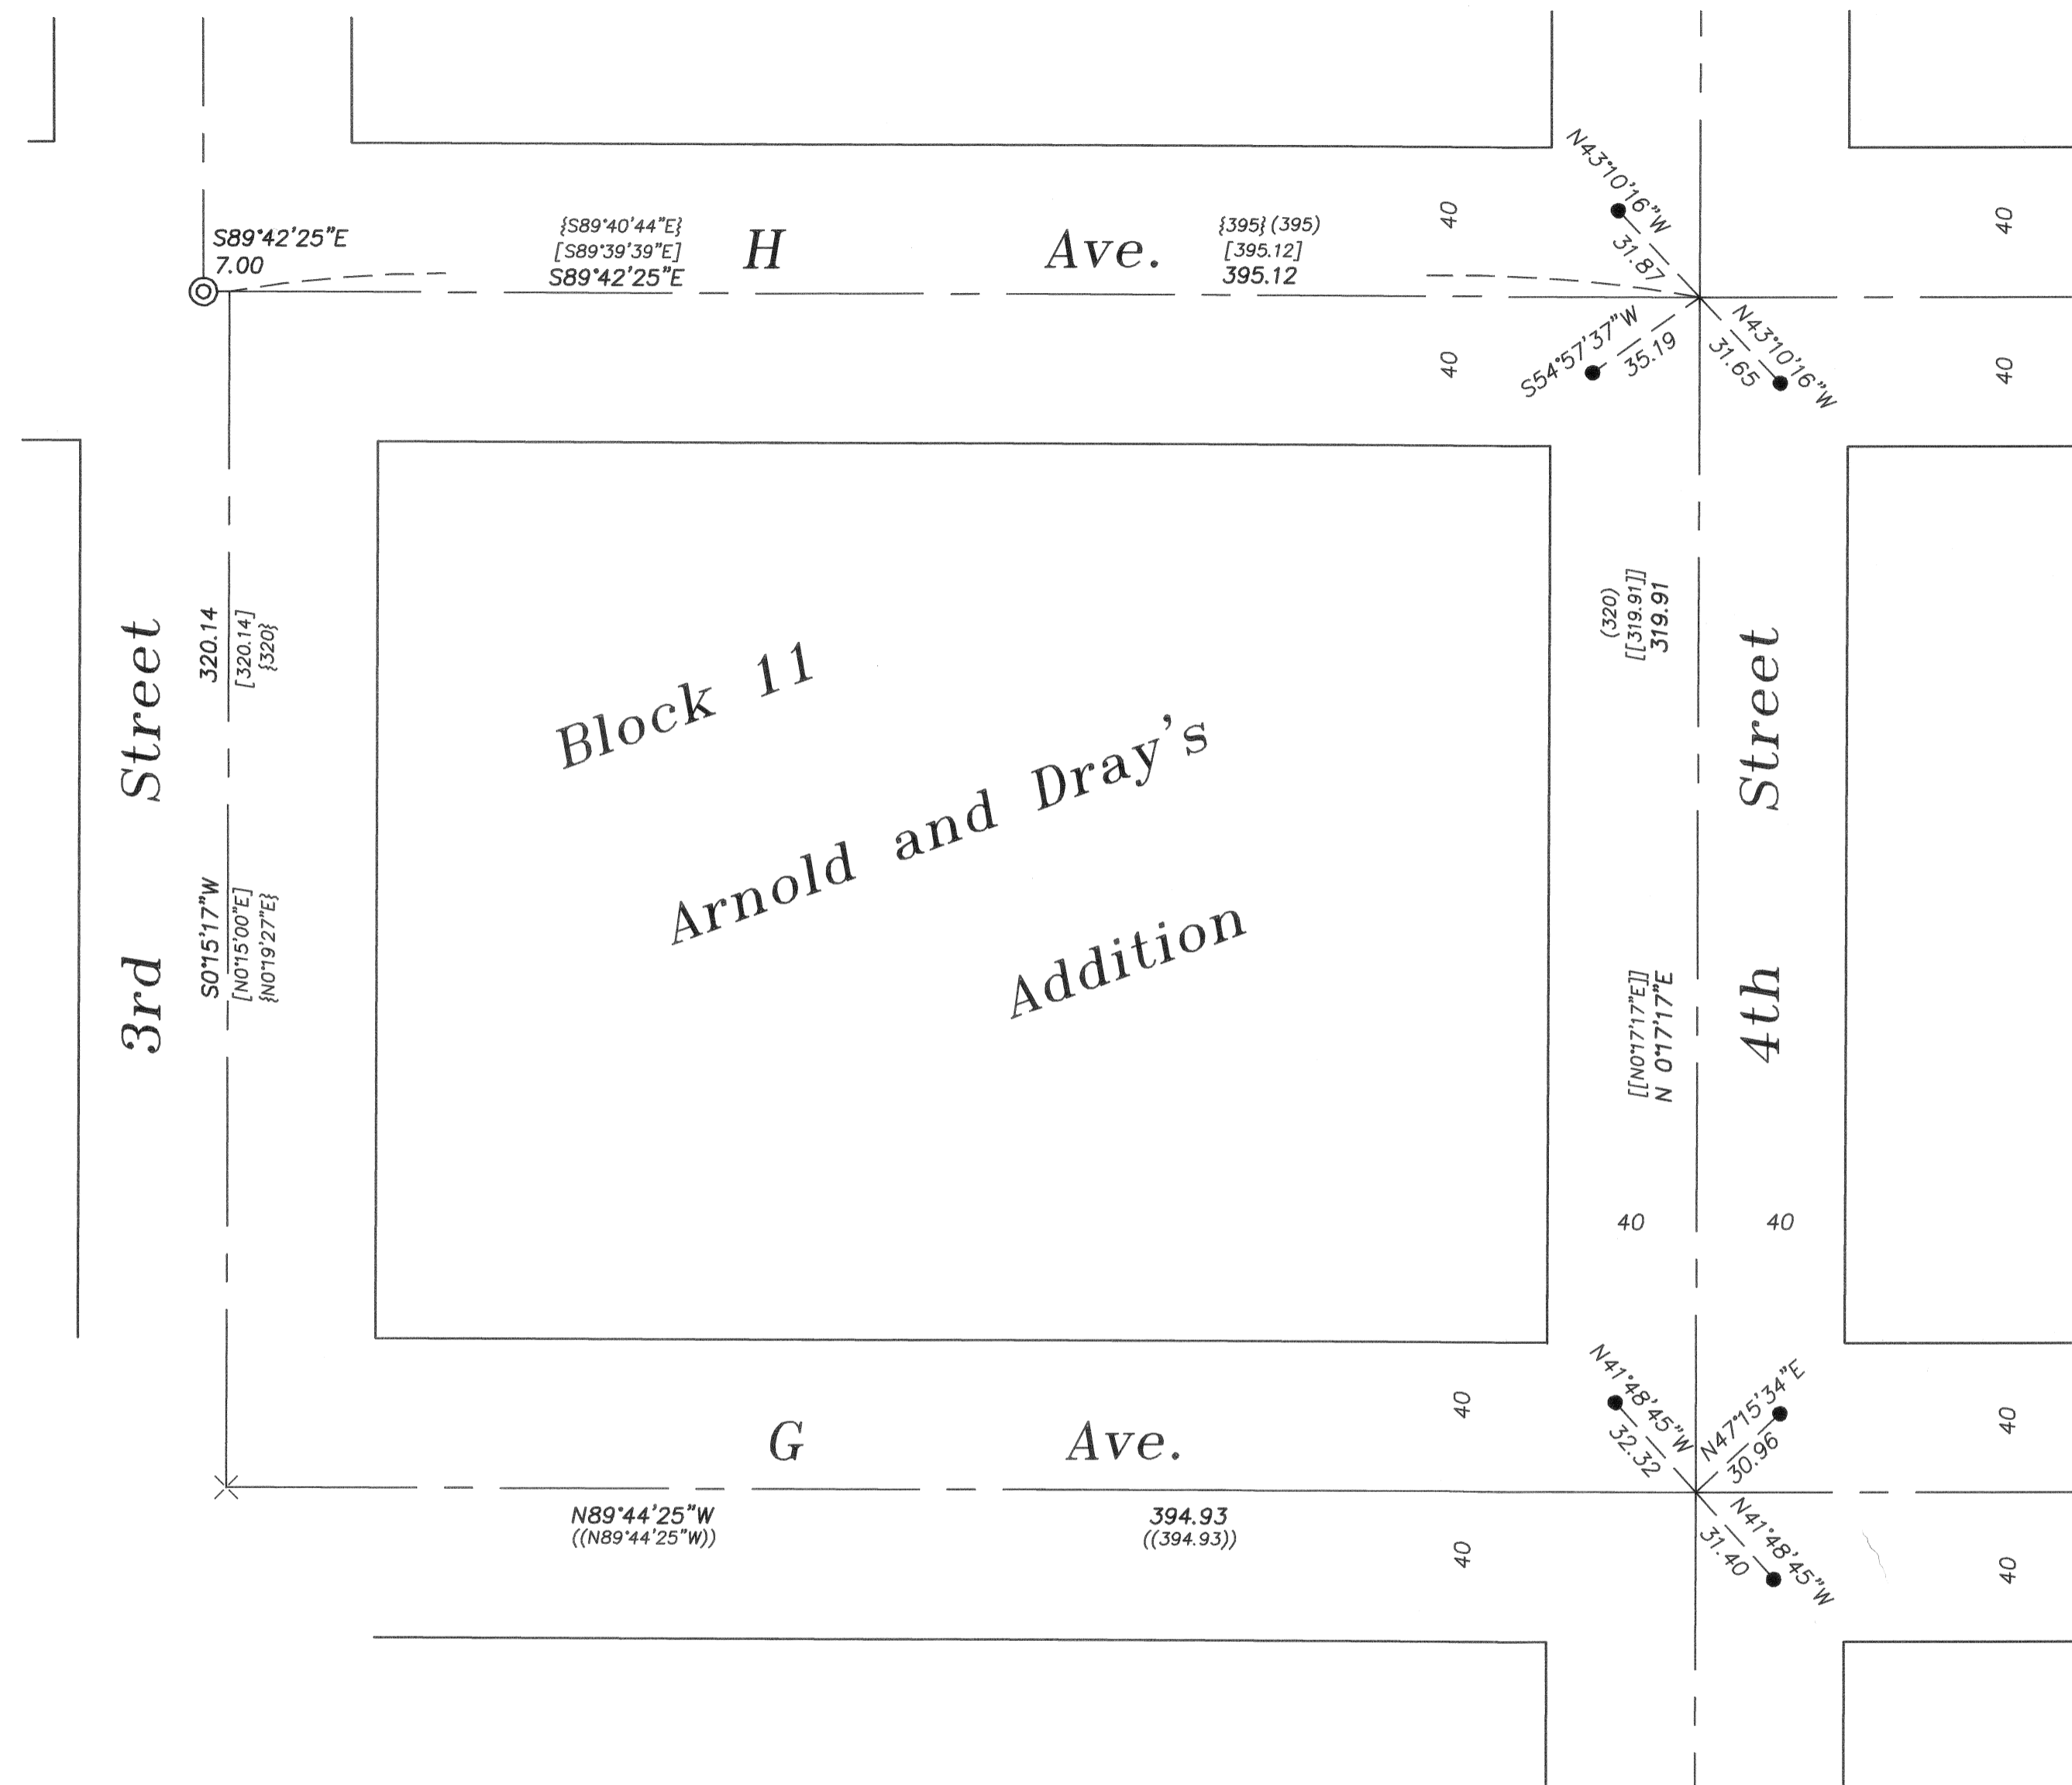 S89°42'25"E
7.00
{S89°40'44"E}
[S89°39'39"E]
S89°42'25"E
H Ave.
{395} (395)
[395.12]
395.12
40
40
N43°10'16"W
31.87
S54°57'37"W
35.19
N43°10'16"W
31.65
40
40
3rd Street
320.14
[320.14]
{320}
S0°15'17"W
[N0°15'00"E]
{N0°19'27"E}
Block 11
Arnold and Dray's
Addition
(320)
[[319.91]]
319.91
[[N0°17'17"E]]
N 0°17'17"E
4th Street
40
40
G Ave.
N89°44'25"W
((N89°44'25"W))
394.93
((394.93))
40
40
N41°48'45"W
32.32
N47°15'34"E
30.96
N41°48'45"W
31.40
40
40